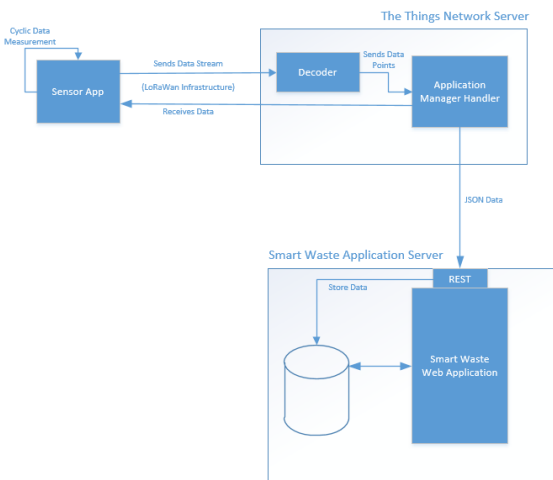 The Things Network Server
Cyclic Data
Measurement
Sensor App
Sends Data Stream
(LoRaWan Infrastructure)
Receives Data
Decoder
Sends Data
Points
Application
Manager Handler
JSON Data
Smart Waste Application Server
REST
Store Data
Smart Waste
Web Application